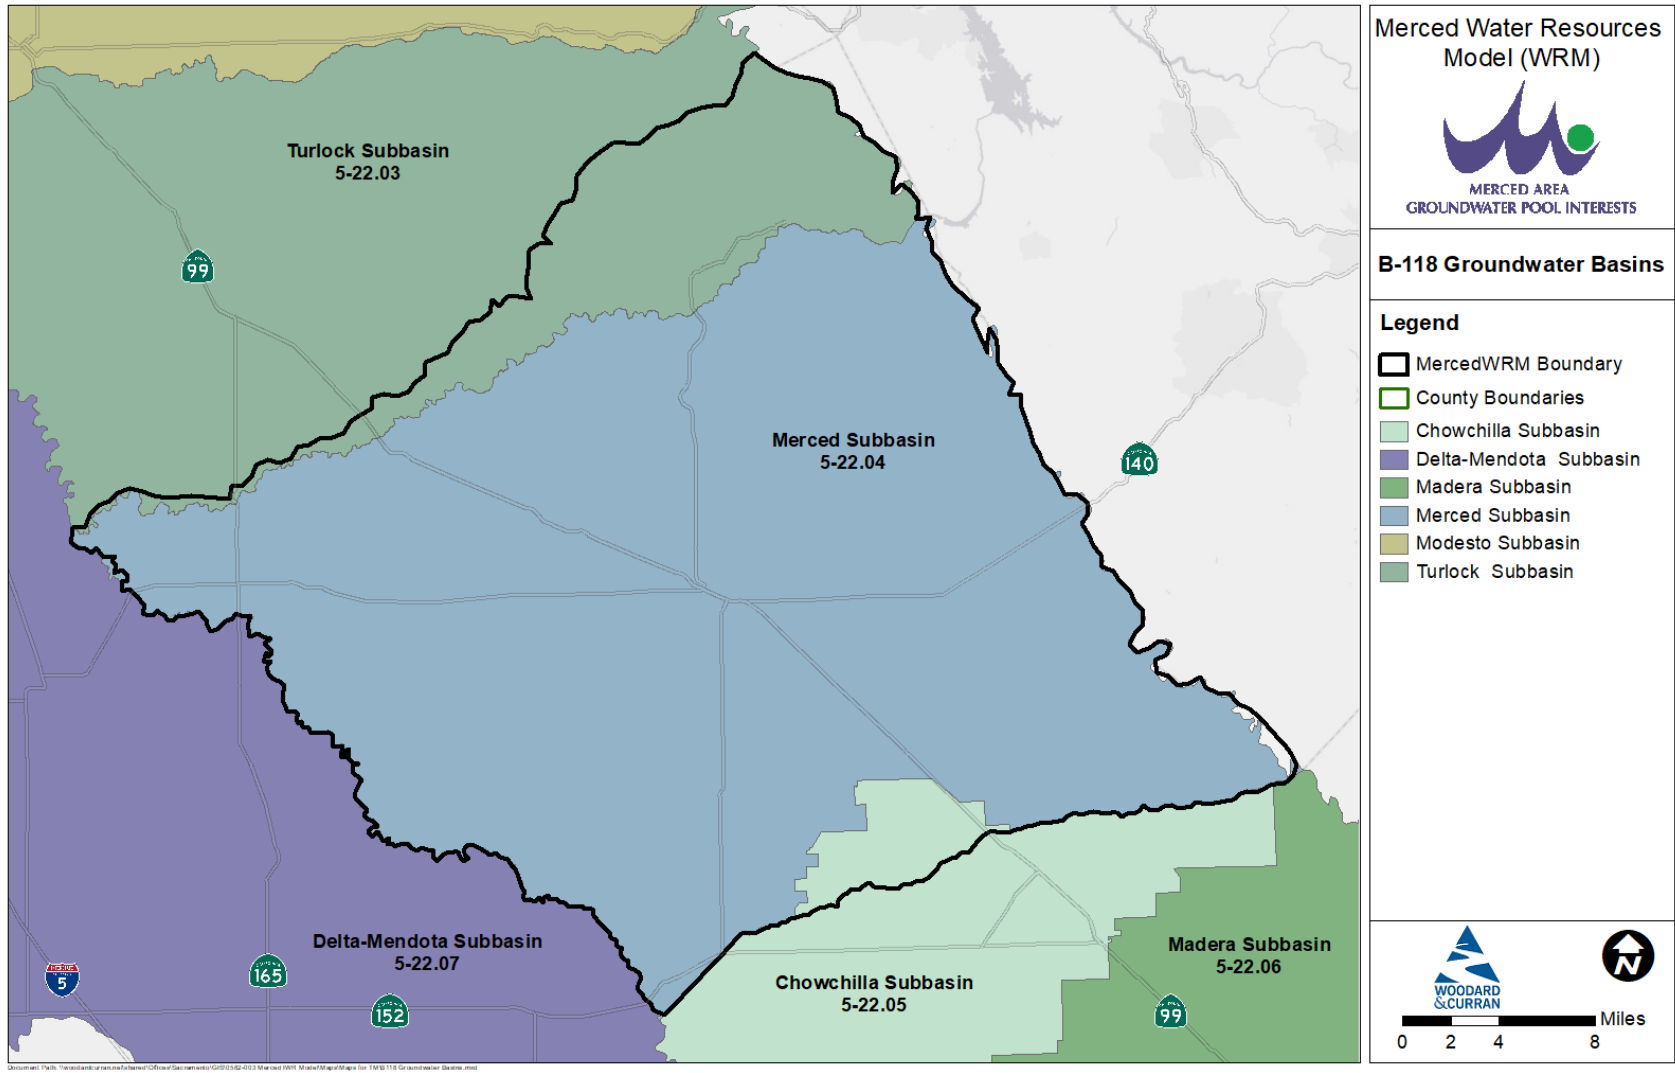 Turlock Subbasin
5-22.03
99
Merced Subbasin
5-22.04
140
Delta-Mendota Subbasin
5-22.07
5
165
152
Chowchilla Subbasin
5-22.05
Madera Subbasin
5-22.06
99
Merced Water Resources
Model (WRM)
MERCED AREA
GROUNDWATER POOL INTERESTS
B-118 Groundwater Basins
Legend
MercedWRM Boundary
County Boundaries
Chowchilla Subbasin
Delta-Mendota Subbasin
Madera Subbasin
Merced Subbasin
Modesto Subbasin
Turlock Subbasin
WOODARD
&CURRAN
N
Miles
0 2 4 8